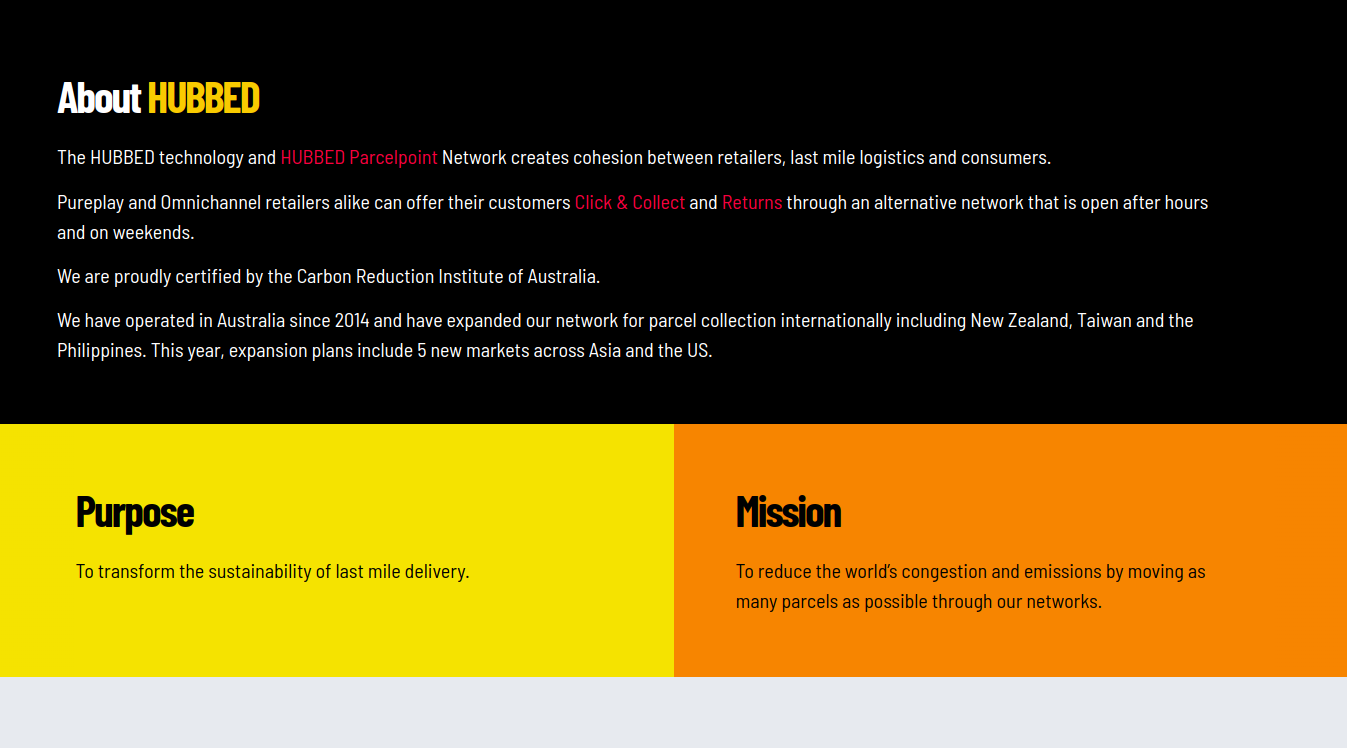 About HUBBED
The HUBBED technology and HUBBED Parcelpoint Network creates cohesion between retailers, last mile logistics and consumers.
Pureplay and Omnichannel retailers alike can offer their customers Click & Collect and Returns through an alternative network that is open after hours
and on weekends.
We are proudly certified by the Carbon Reduction Institute of Australia.
We have operated in Australia since 2014 and have expanded our network for parcel collection internationally including New Zealand, Taiwan and the
Philippines. This year, expansion plans include 5 new markets across Asia and the US.
Purpose
To transform the sustainability of last mile delivery.
Mission
To reduce the world’s congestion and emissions by moving as
many parcels as possible through our networks.